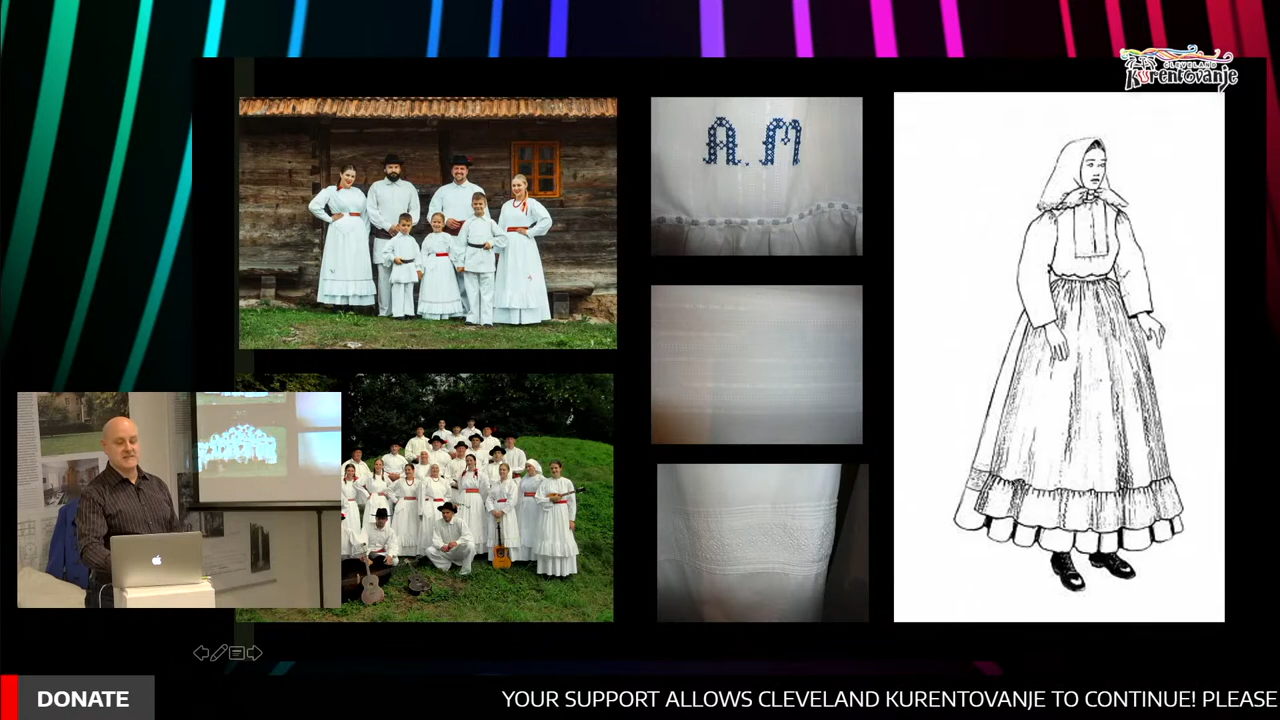 CLEVELAND
Kurentovanje
A. M
DONATE
YOUR SUPPORT ALLOWS CLEVELAND KURENTOVANJE TO CONTINUE! PLEASE